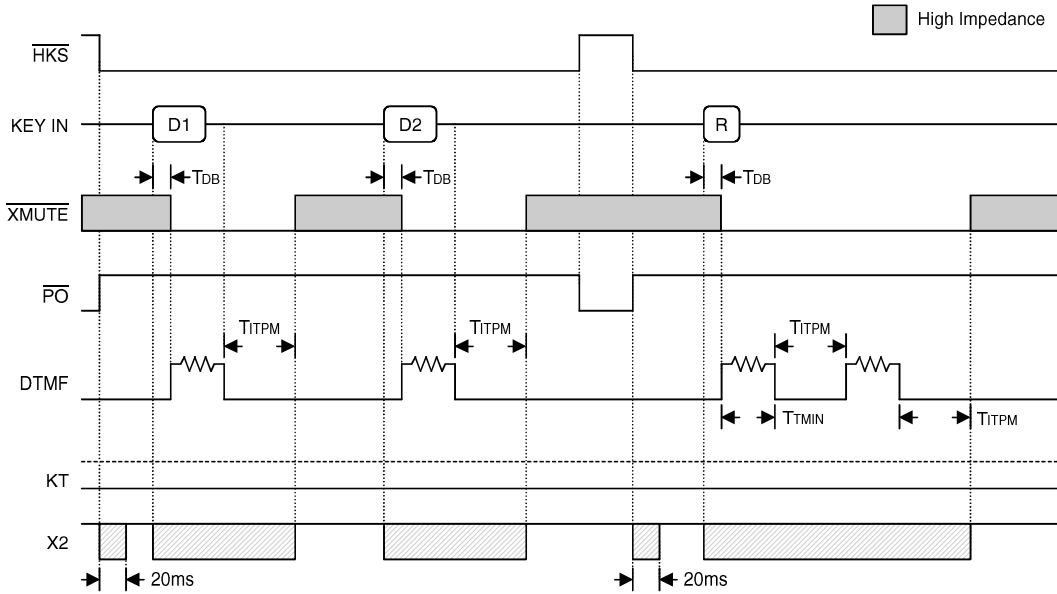 High Impedance
HKS
KEY IN
D1
D2
R
TDB
TDB
TDB
XMUTE
PO
TITPM
TITPM
TITPM
DTMF
TTMIN
TITPM
KT
X2
20ms
20ms